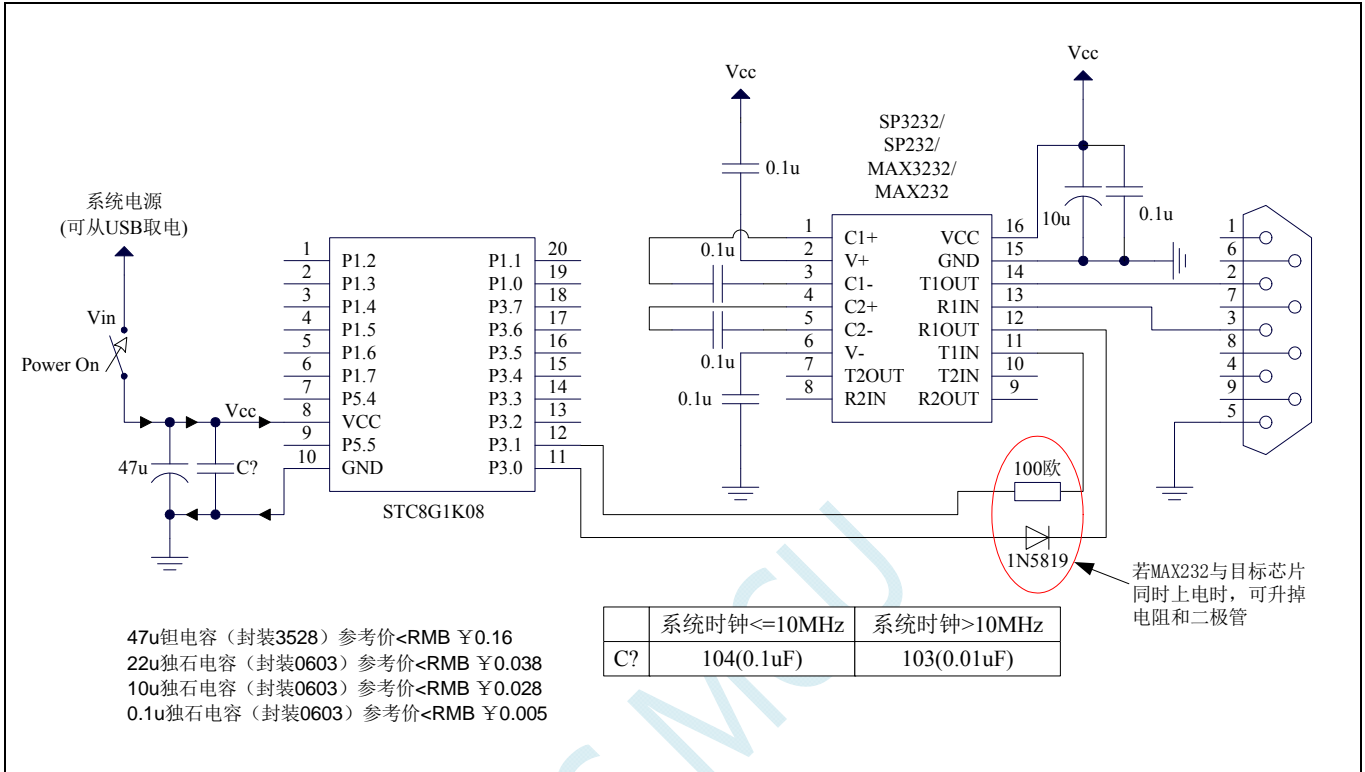 系统电源
(可从USB取电)
Vin
Power On
Vcc
47u
C?
1 P1.2
2 P1.3
3 P1.4
4 P1.5
5 P1.6
6 P1.7
7 P5.4
8 VCC
9 P5.5
10 GND
P1.1 20
P1.0 19
P3.7 18
P3.6 17
P3.5 16
P3.4 15
P3.3 14
P3.2 13
P3.1 12
P3.0 11
STC8G1K08
Vcc
0.1u
0.1u
0.1u
0.1u
SP3232/
SP232/
MAX3232/
MAX232
1 C1+
2 V+
3 C1-
4 C2+
5 C2-
6 V-
7 T2OUT
8 R2IN
VCC 16
GND 15
T1OUT 14
R1IN 13
R1OUT 12
T1IN 11
T2IN 10
R2OUT 9
Vcc
10u
0.1u
1
6
2
7
3
8
4
9
5
100欧
1N5819
若MAX232与目标芯片
同时上电时，可升掉
电阻和二极管
47u钽电容（封装3528）参考价<RMB ￥0.16
22u独石电容（封装0603）参考价<RMB ￥0.038
10u独石电容（封装0603）参考价<RMB ￥0.028
0.1u独石电容（封装0603）参考价<RMB ￥0.005
系统时钟<=10MHz 系统时钟>10MHz
C? 104(0.1uF) 103(0.01uF)
MCU